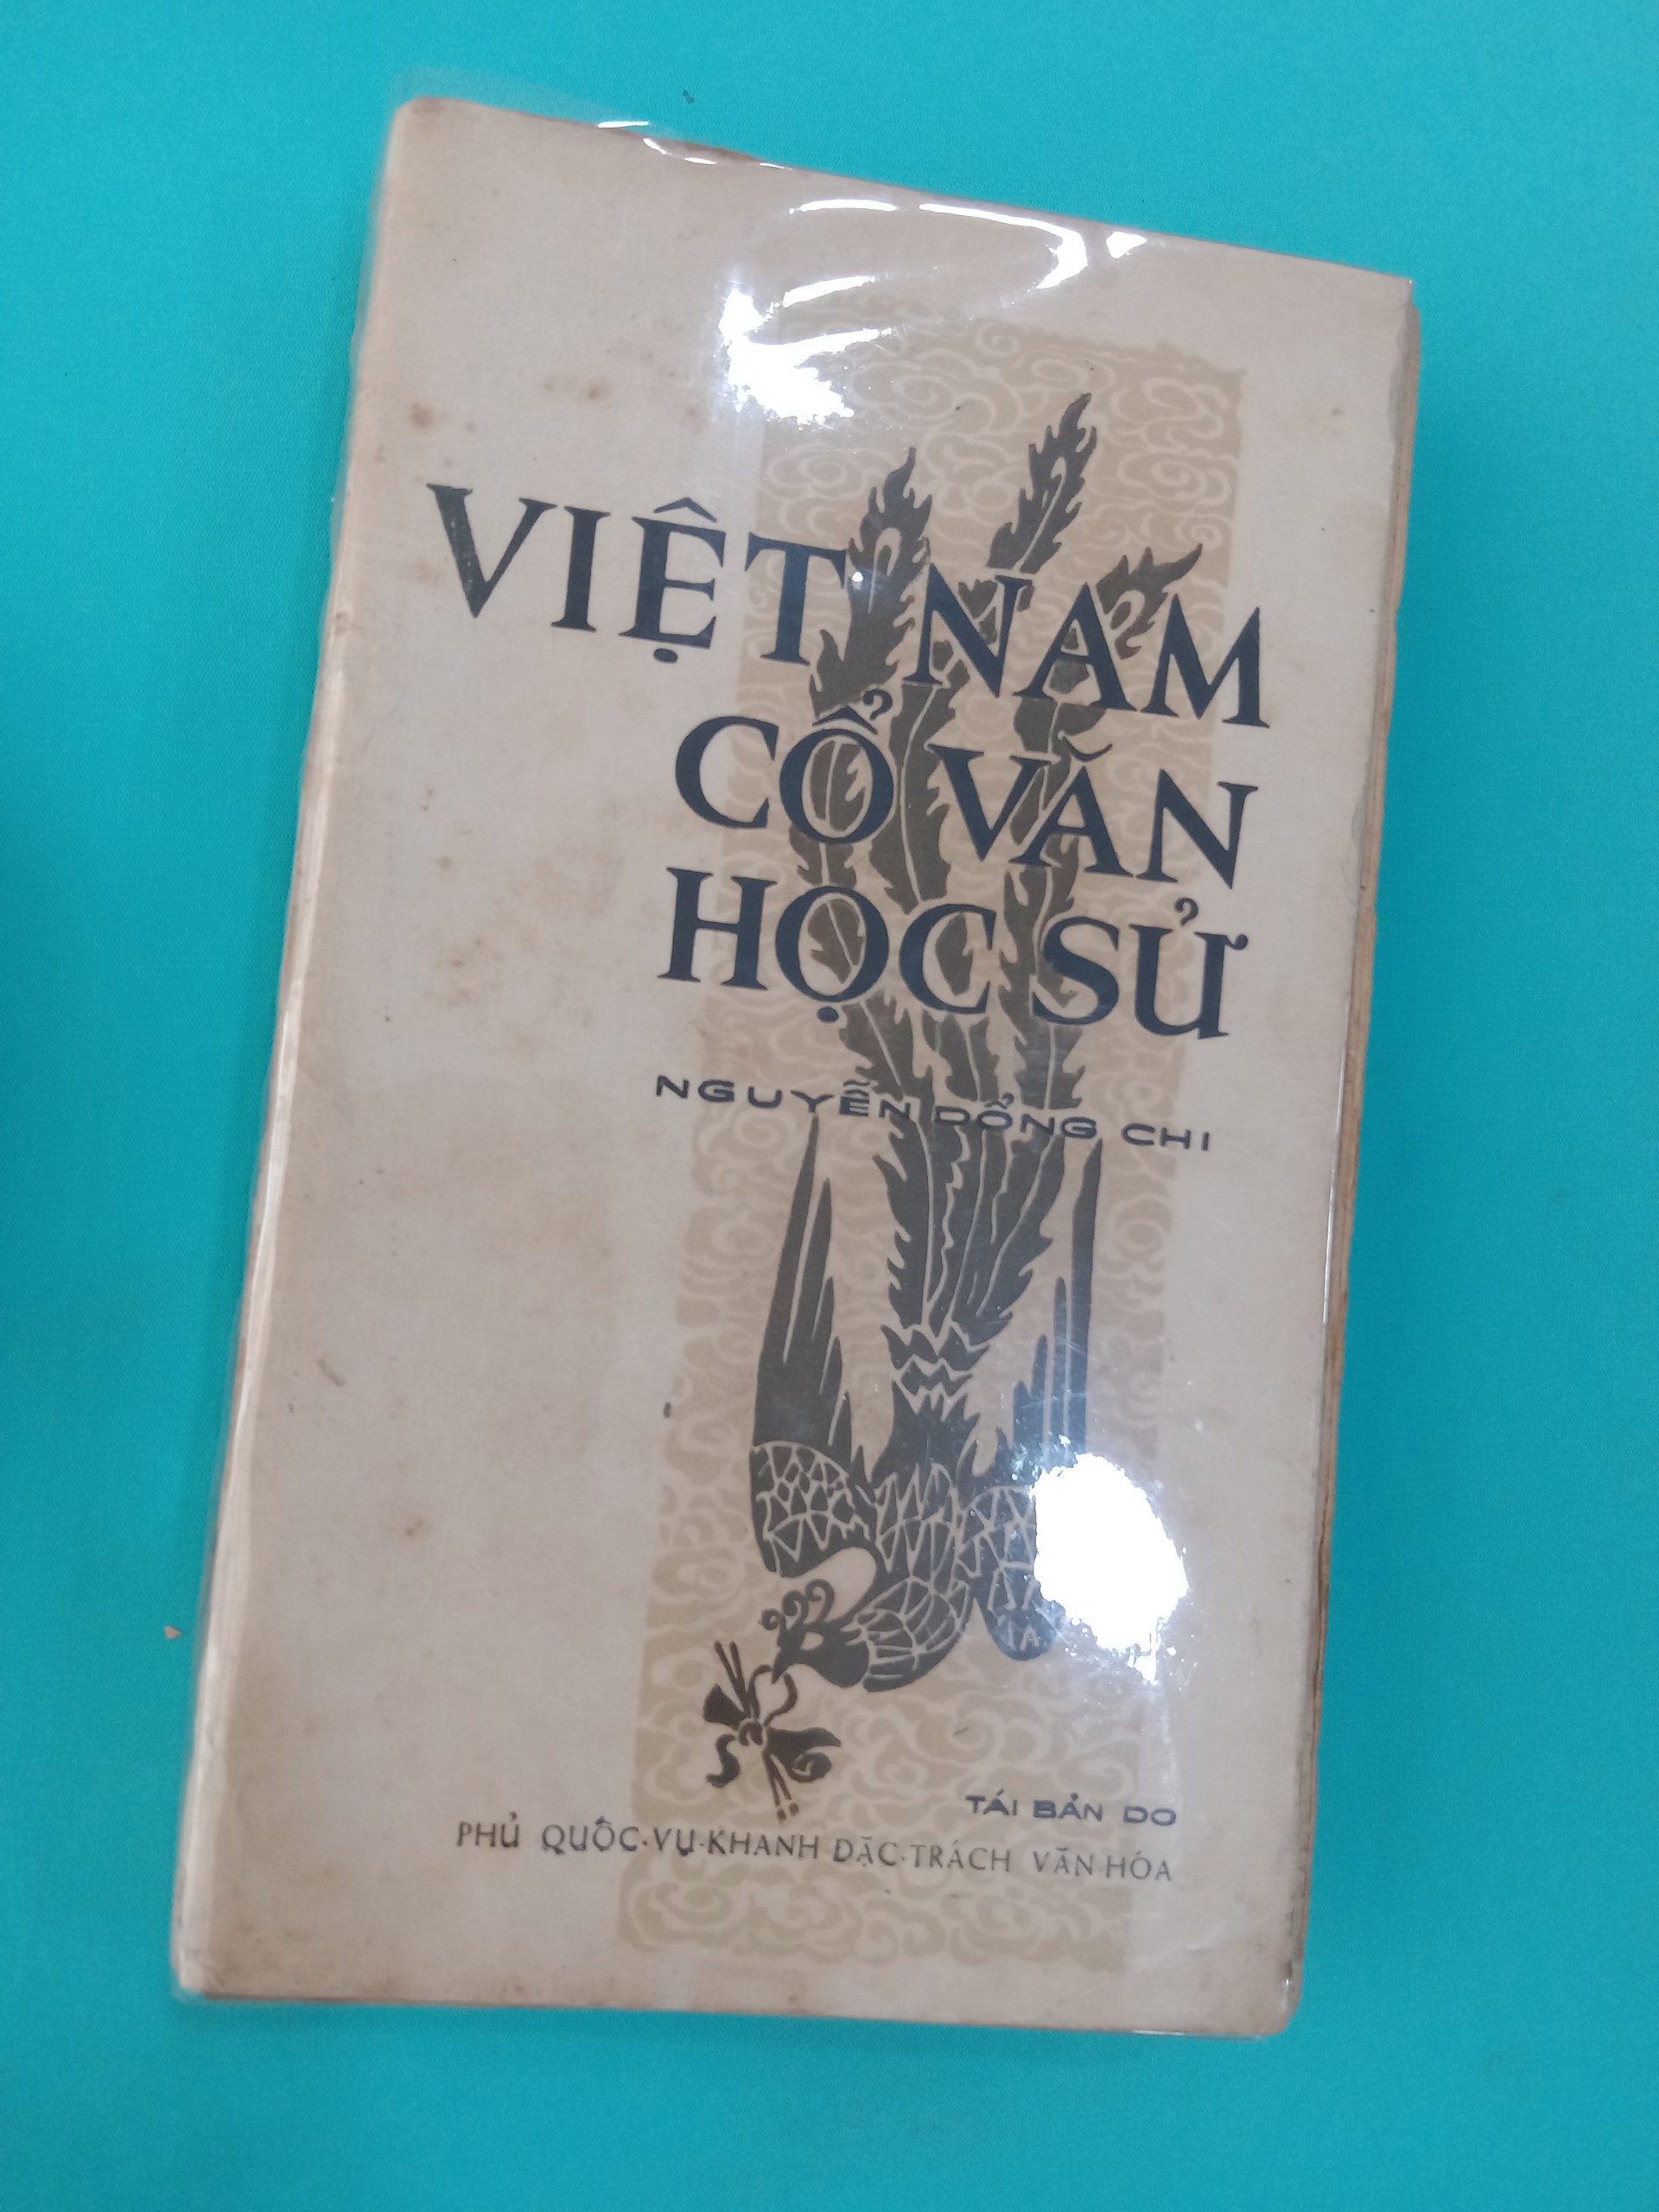 VIỆT NAM
CỔ VĂN
HỌC SỬ
NGUYỄN DỔNG CHI
TÁI BẢN DO
PHỦ QUỐC-VỤ-KHANH ĐẶC-TRÁCH VĂN-HÓA